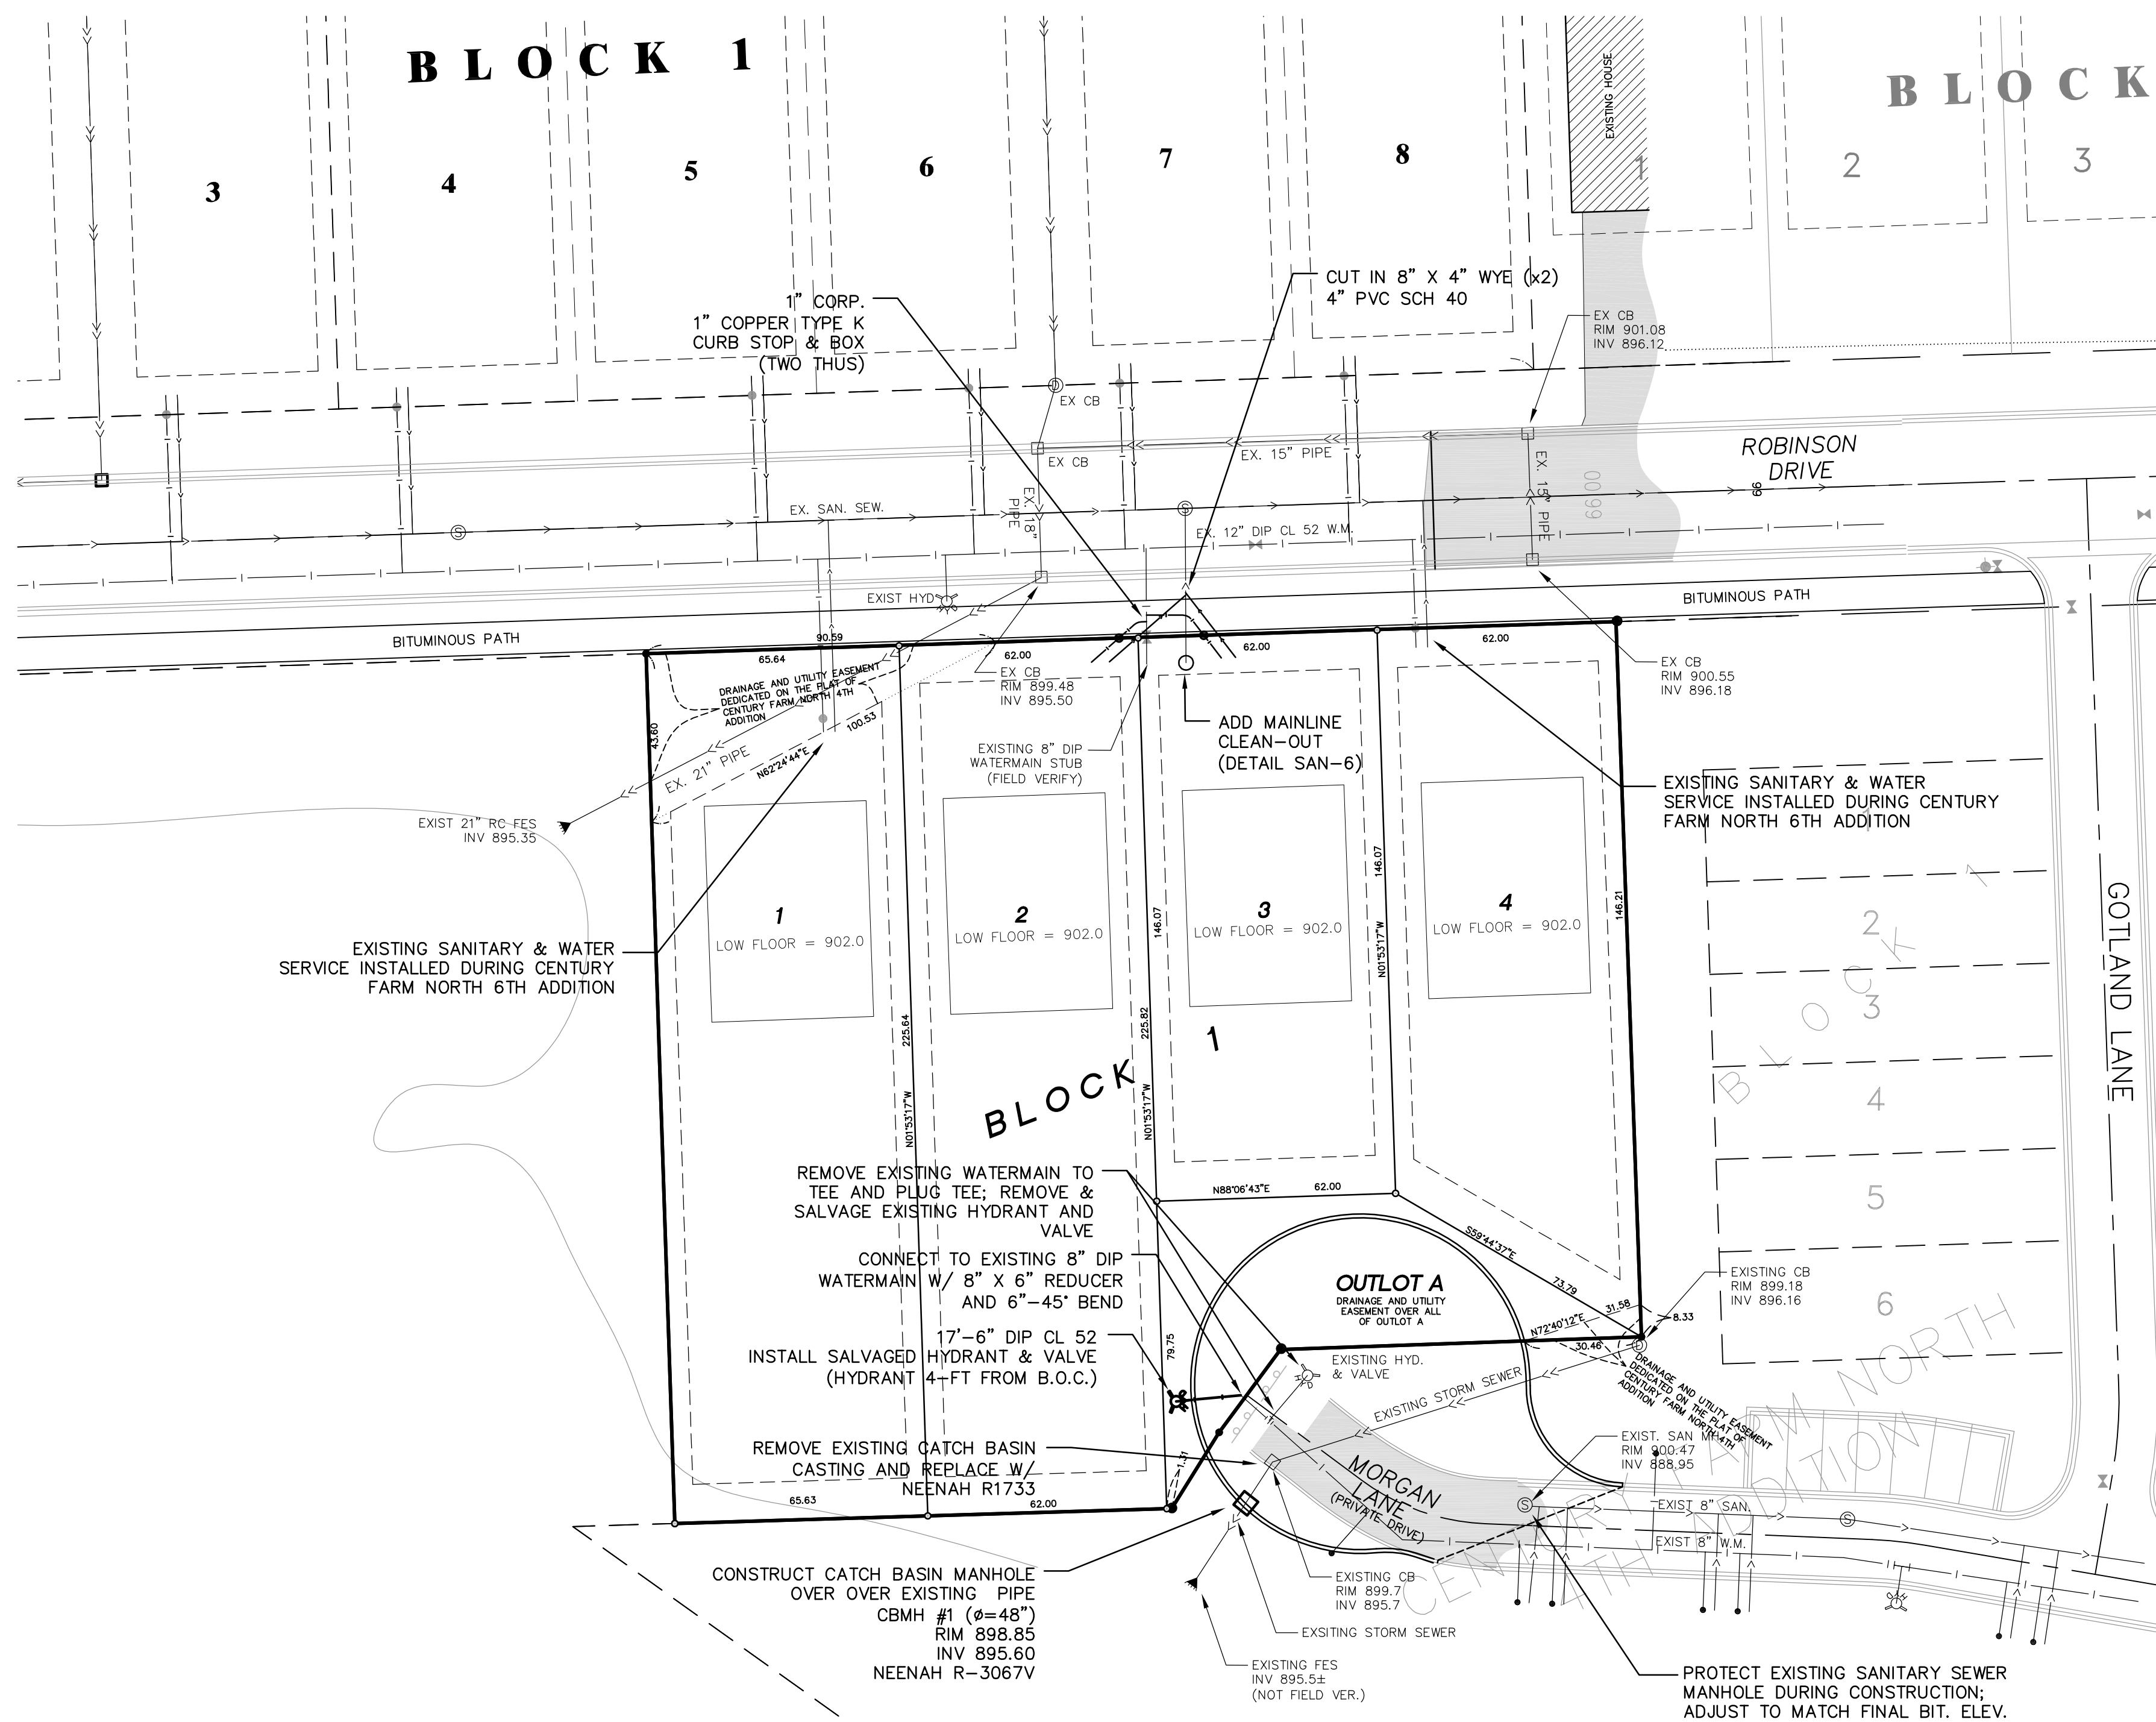 BLOCK 1
BLOCK
EXISTING HOUSE
3
4
5
6
7
8
1
2
3
CUT IN 8" X 4" WYE (x2)
4" PVC SCH 40
1" CORP.
1" COPPER TYPE K
CURB STOP & BOX
(TWO THUS)
EX CB
RIM 901.08
INV 896.12
EX CB
EX CB
EX. 15" PIPE
ROBINSON
DRIVE
EX. 15" PIPE
0099
99
EX. 18"
PIPE
EX. SAN. SEW.
EX. 12" DIP CL 52 W.M.
EXIST HYD
HYD
BITUMINOUS PATH
BITUMINOUS PATH
90.59
65.64
62.00
62.00
62.00
DRAINAGE AND UTILITY EASEMENT
DEDICATED ON THE PLAT OF
CENTURY FARM NORTH 4TH
ADDITION
43.60
100.53
N62°24'44"E
EX. 21" PIPE
EX CB
RIM 899.48
INV 895.50
EX CB
RIM 900.55
INV 896.18
EXISTING 8" DIP
WATERMAIN STUB
(FIELD VERIFY)
ADD MAINLINE
CLEAN-OUT
(DETAIL SAN-6)
EXISTING SANITARY & WATER
SERVICE INSTALLED DURING CENTURY
FARM NORTH 6TH ADDITION
EXIST 21" RC FES
INV 895.35
EXISTING SANITARY & WATER
SERVICE INSTALLED DURING CENTURY
FARM NORTH 6TH ADDITION
1
LOW FLOOR = 902.0
2
LOW FLOOR = 902.0
3
LOW FLOOR = 902.0
4
LOW FLOOR = 902.0
146.07
146.07
146.21
N01°53'17"W
225.64
225.82
N01°53'17"W
N01°53'17"W
BLOCK 1
1
2
3
4
5
6
BLOCK 1
GOTLAND LANE
REMOVE EXISTING WATERMAIN TO
TEE AND PLUG TEE; REMOVE &
SALVAGE EXISTING HYDRANT AND
VALVE
N88°06'43"E
62.00
S59°44'37"E
73.79
CONNECT TO EXISTING 8" DIP
WATERMAIN W/ 8" X 6" REDUCER
AND 6"-45° BEND
OUTLOT A
DRAINAGE AND UTILITY
EASEMENT OVER ALL
OF OUTLOT A
EXISTING CB
RIM 899.18
INV 896.16
31.58
8.33
N72°40'12"E
30.46
17'-6" DIP CL 52
INSTALL SALVAGED HYDRANT & VALVE
(HYDRANT 4-FT FROM B.O.C.)
79.75
EXISTING HYD.
& VALVE
HYD
EXISTING STORM SEWER
DRAINAGE AND UTILITY EASEMENT
DEDICATED ON THE PLAT OF
CENTURY FARM NORTH 4TH
ADDITION
CENTURY FARM NORTH
6TH ADDITION
REMOVE EXISTING CATCH BASIN
CASTING AND REPLACE W/
NEENAH R1733
1.31
65.63
62.00
MORGAN
LANE
(PRIVATE DRIVE)
EXIST. SAN MH
RIM 900.47
INV 888.95
EXIST 8" SAN.
EXIST 8" W.M.
HYD
CONSTRUCT CATCH BASIN MANHOLE
OVER OVER EXISTING PIPE
CBMH #1 (ø=48")
RIM 898.85
INV 895.60
NEENAH R-3067V
EXISTING CB
RIM 899.7
INV 895.7
EXSITING STORM SEWER
EXISTING FES
INV 895.5±
(NOT FIELD VER.)
PROTECT EXISTING SANITARY SEWER
MANHOLE DURING CONSTRUCTION;
ADJUST TO MATCH FINAL BIT. ELEV.